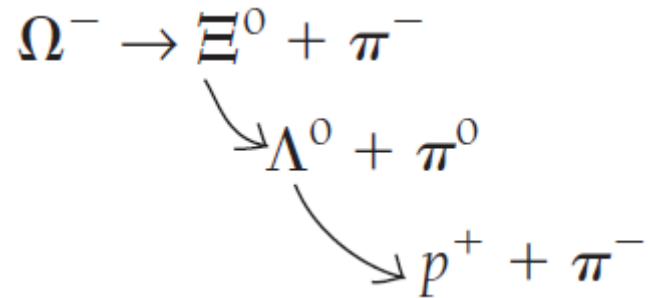 Ω⁻ → Ξ⁰ + π⁻
Λ⁰ + π⁰
p⁺ + π⁻